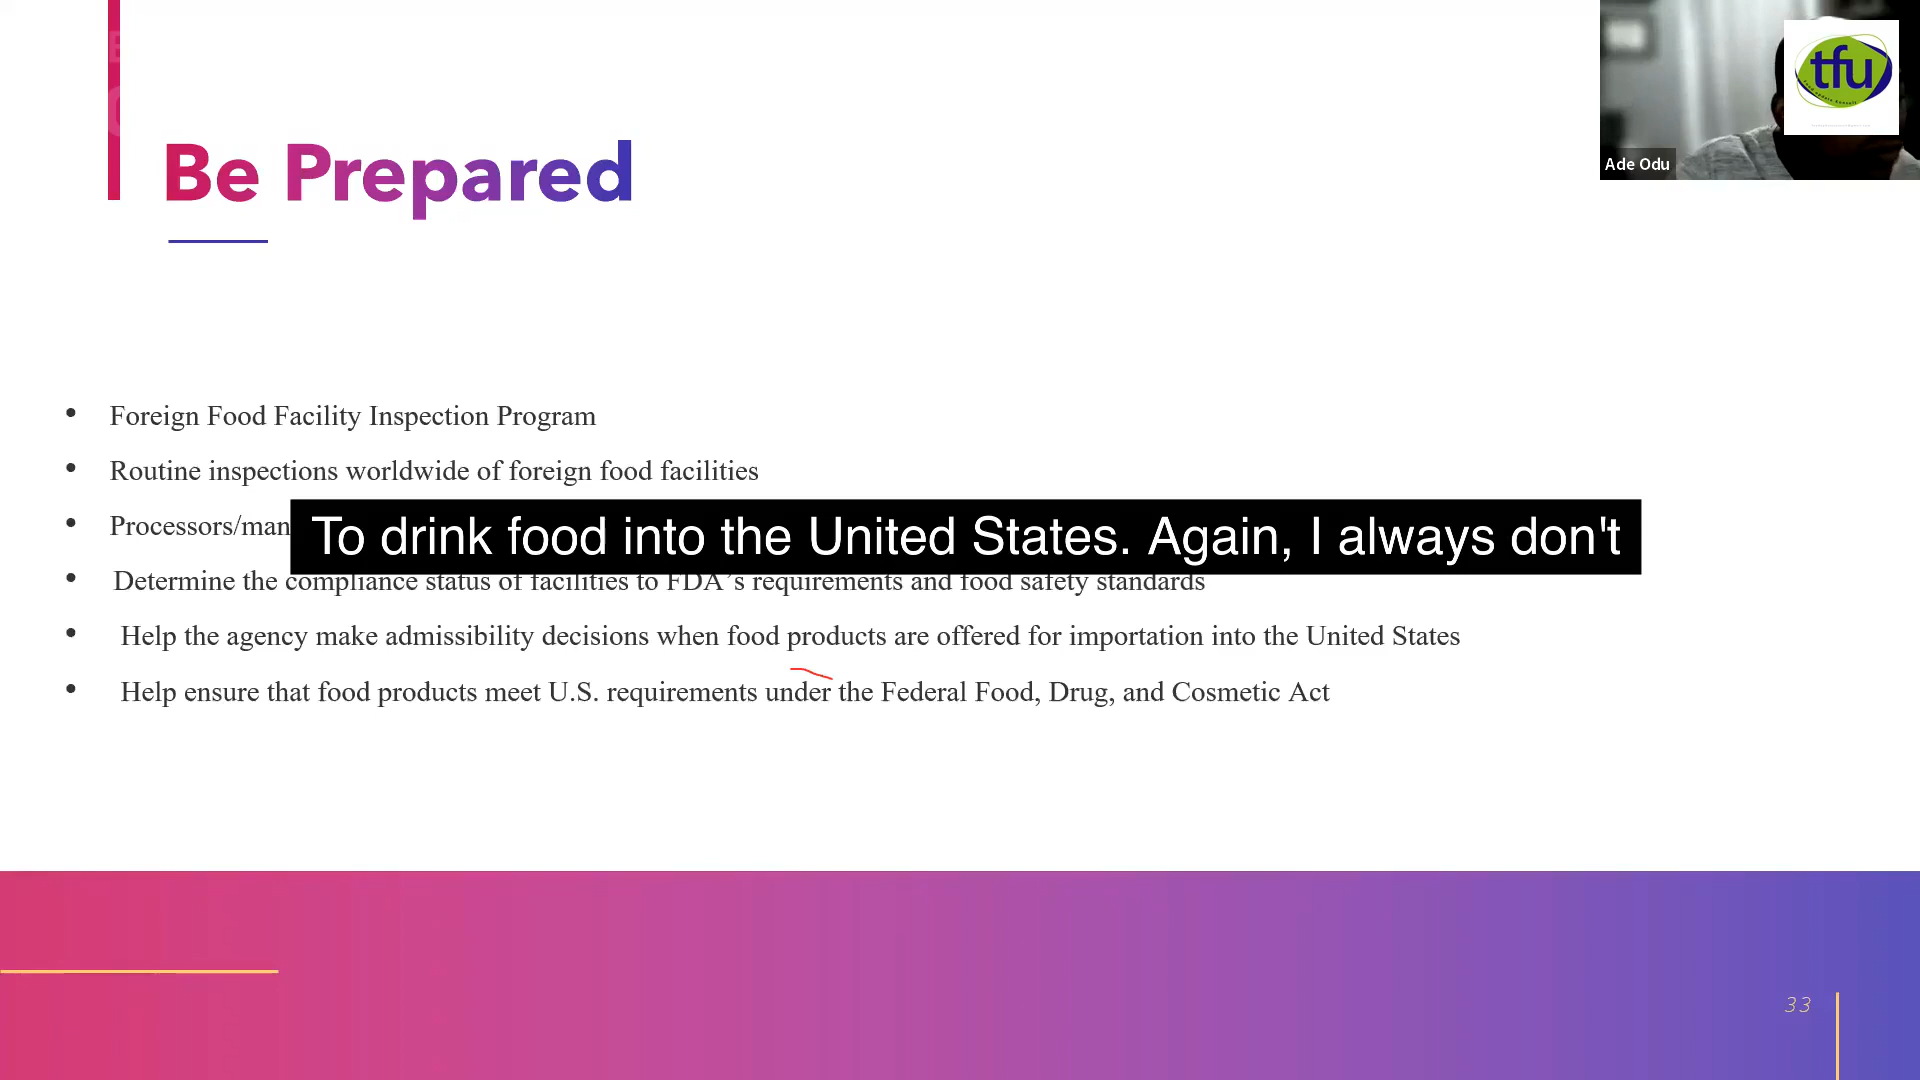 Be Prepared
tfu
Ade Odu
• Foreign Food Facility Inspection Program
• Routine inspections worldwide of foreign food facilities
• Processors/man
To drink food into the United States. Again, I always don't
• Determine the compliance status of facilities to FDA's requirements and food safety standards
• Help the agency make admissibility decisions when food products are offered for importation into the United States
• Help ensure that food products meet U.S. requirements under the Federal Food, Drug, and Cosmetic Act
33